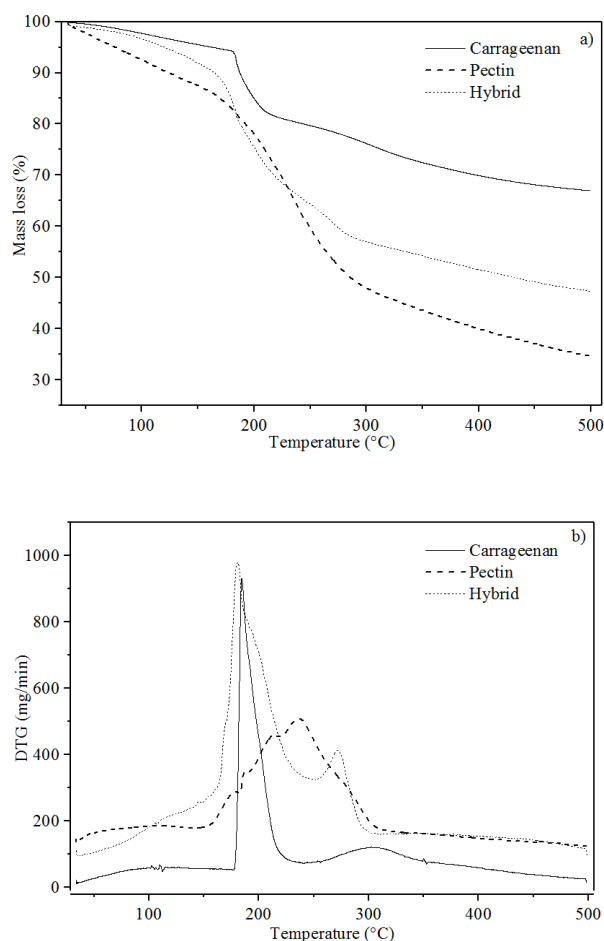 a)
Carrageenan
Pectin
Hybrid
100
90
80
70
60
50
40
30
Mass loss (%)
100
200
300
400
500
Temperature (°C)
b)
Carrageenan
Pectin
Hybrid
1000
800
600
400
200
0
DTG (mg/min)
100
200
300
400
500
Temperature (°C)